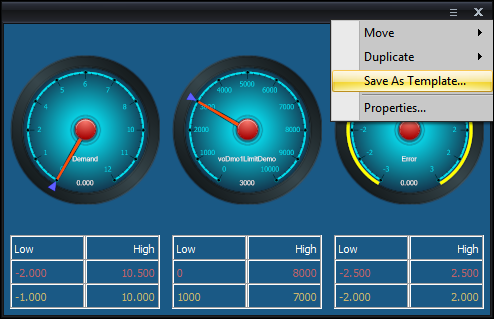 Move
Duplicate
Save As Template...
Properties...
5 6 7
4 8
3 9
2 10
1 11
0 12
Demand
0.000
4000 5000 6000
3000 7000
2000 8000
1000 9000
0 10000
voDmo1LimitDemo
3000
-2 2
-3 3
Error
0.000
Low High
-2.000 10.500
-1.000 10.000
Low High
0 8000
1000 7000
Low High
-2.500 2.500
-2.000 2.000